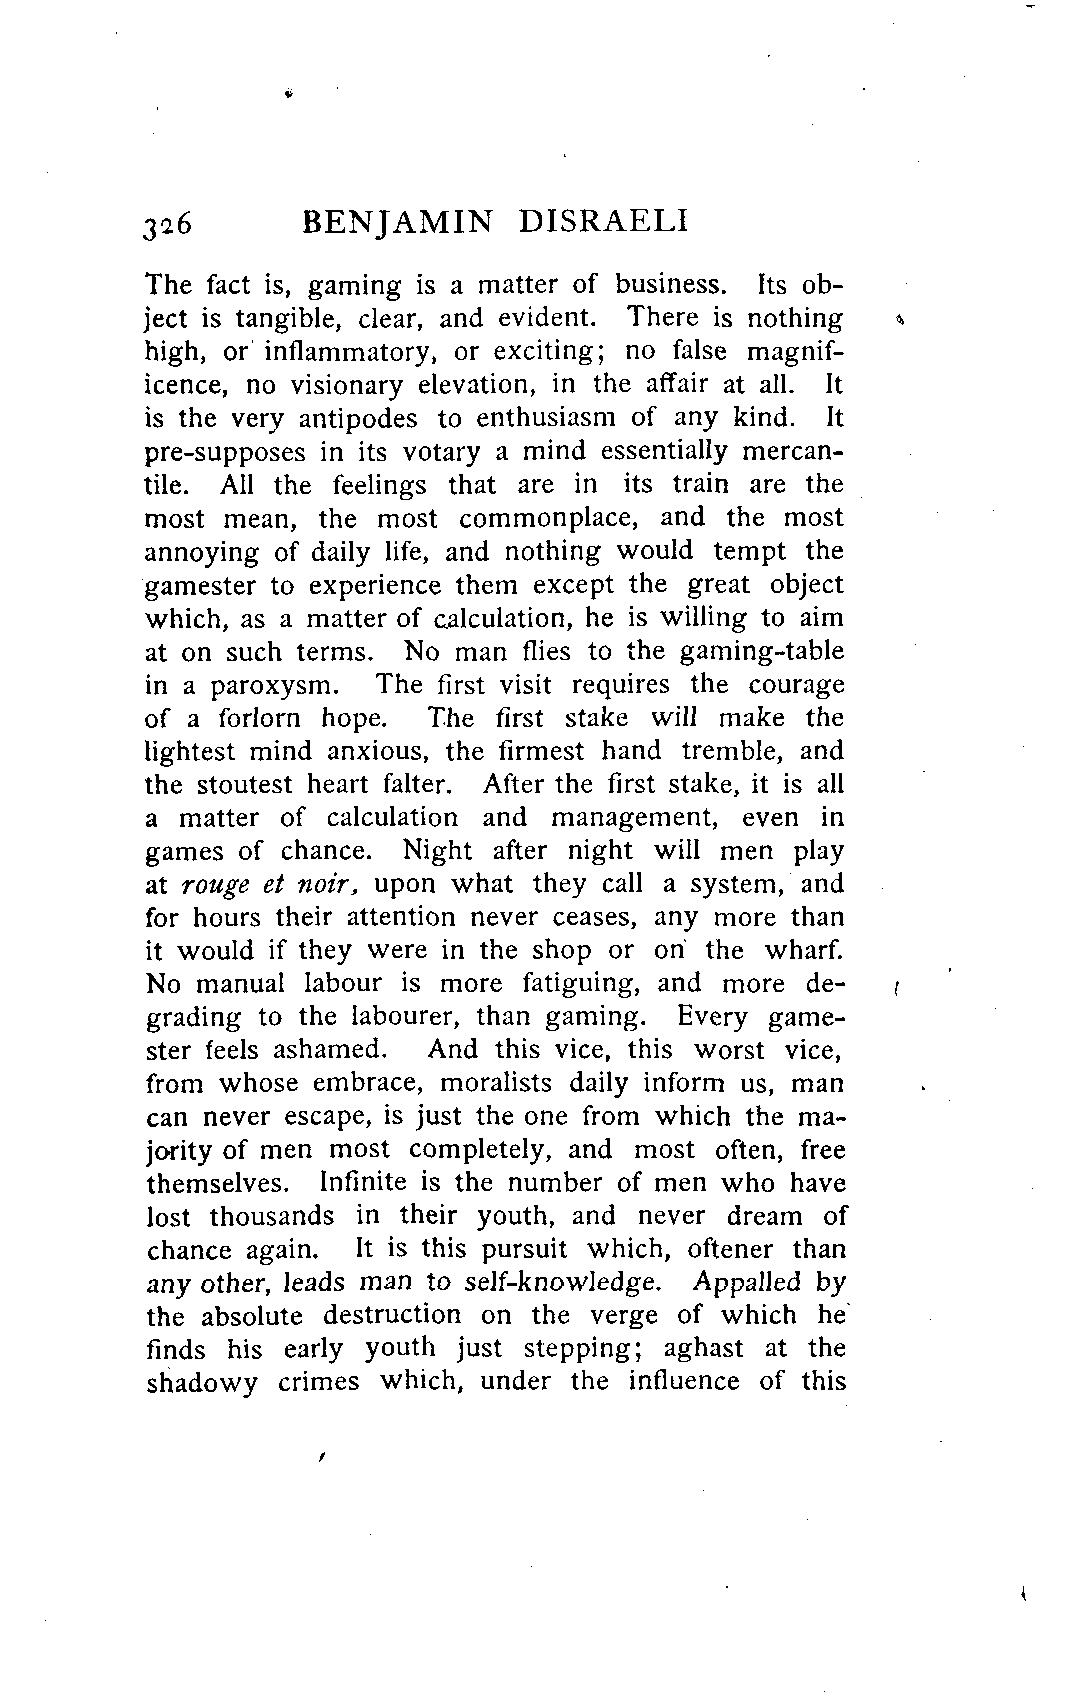 326 BENJAMIN DISRAELI
The fact is, gaming is a matter of business. Its ob-
ject is tangible, clear, and evident. There is nothing
high, or inflammatory, or exciting; no false magnif-
icence, no visionary elevation, in the affair at all. It
is the very antipodes to enthusiasm of any kind. It
pre-supposes in its votary a mind essentially mercan-
tile. All the feelings that are in its train are the
most mean, the most commonplace, and the most
annoying of daily life, and nothing would tempt the
gamester to experience them except the great object
which, as a matter of calculation, he is willing to aim
at on such terms. No man flies to the gaming-table
in a paroxysm. The first visit requires the courage
of a forlorn hope. The first stake will make the
lightest mind anxious, the firmest hand tremble, and
the stoutest heart falter. After the first stake, it is all
a matter of calculation and management, even in
games of chance. Night after night will men play
at rouge et noir, upon what they call a system, and
for hours their attention never ceases, any more than
it would if they were in the shop or on the wharf.
No manual labour is more fatiguing, and more de-
grading to the labourer, than gaming. Every game-
ster feels ashamed. And this vice, this worst vice,
from whose embrace, moralists daily inform us, man
can never escape, is just the one from which the ma-
jority of men most completely, and most often, free
themselves. Infinite is the number of men who have
lost thousands in their youth, and never dream of
chance again. It is this pursuit which, oftener than
any other, leads man to self-knowledge. Appalled by
the absolute destruction on the verge of which he
finds his early youth just stepping; aghast at the
shadowy crimes which, under the influence of this